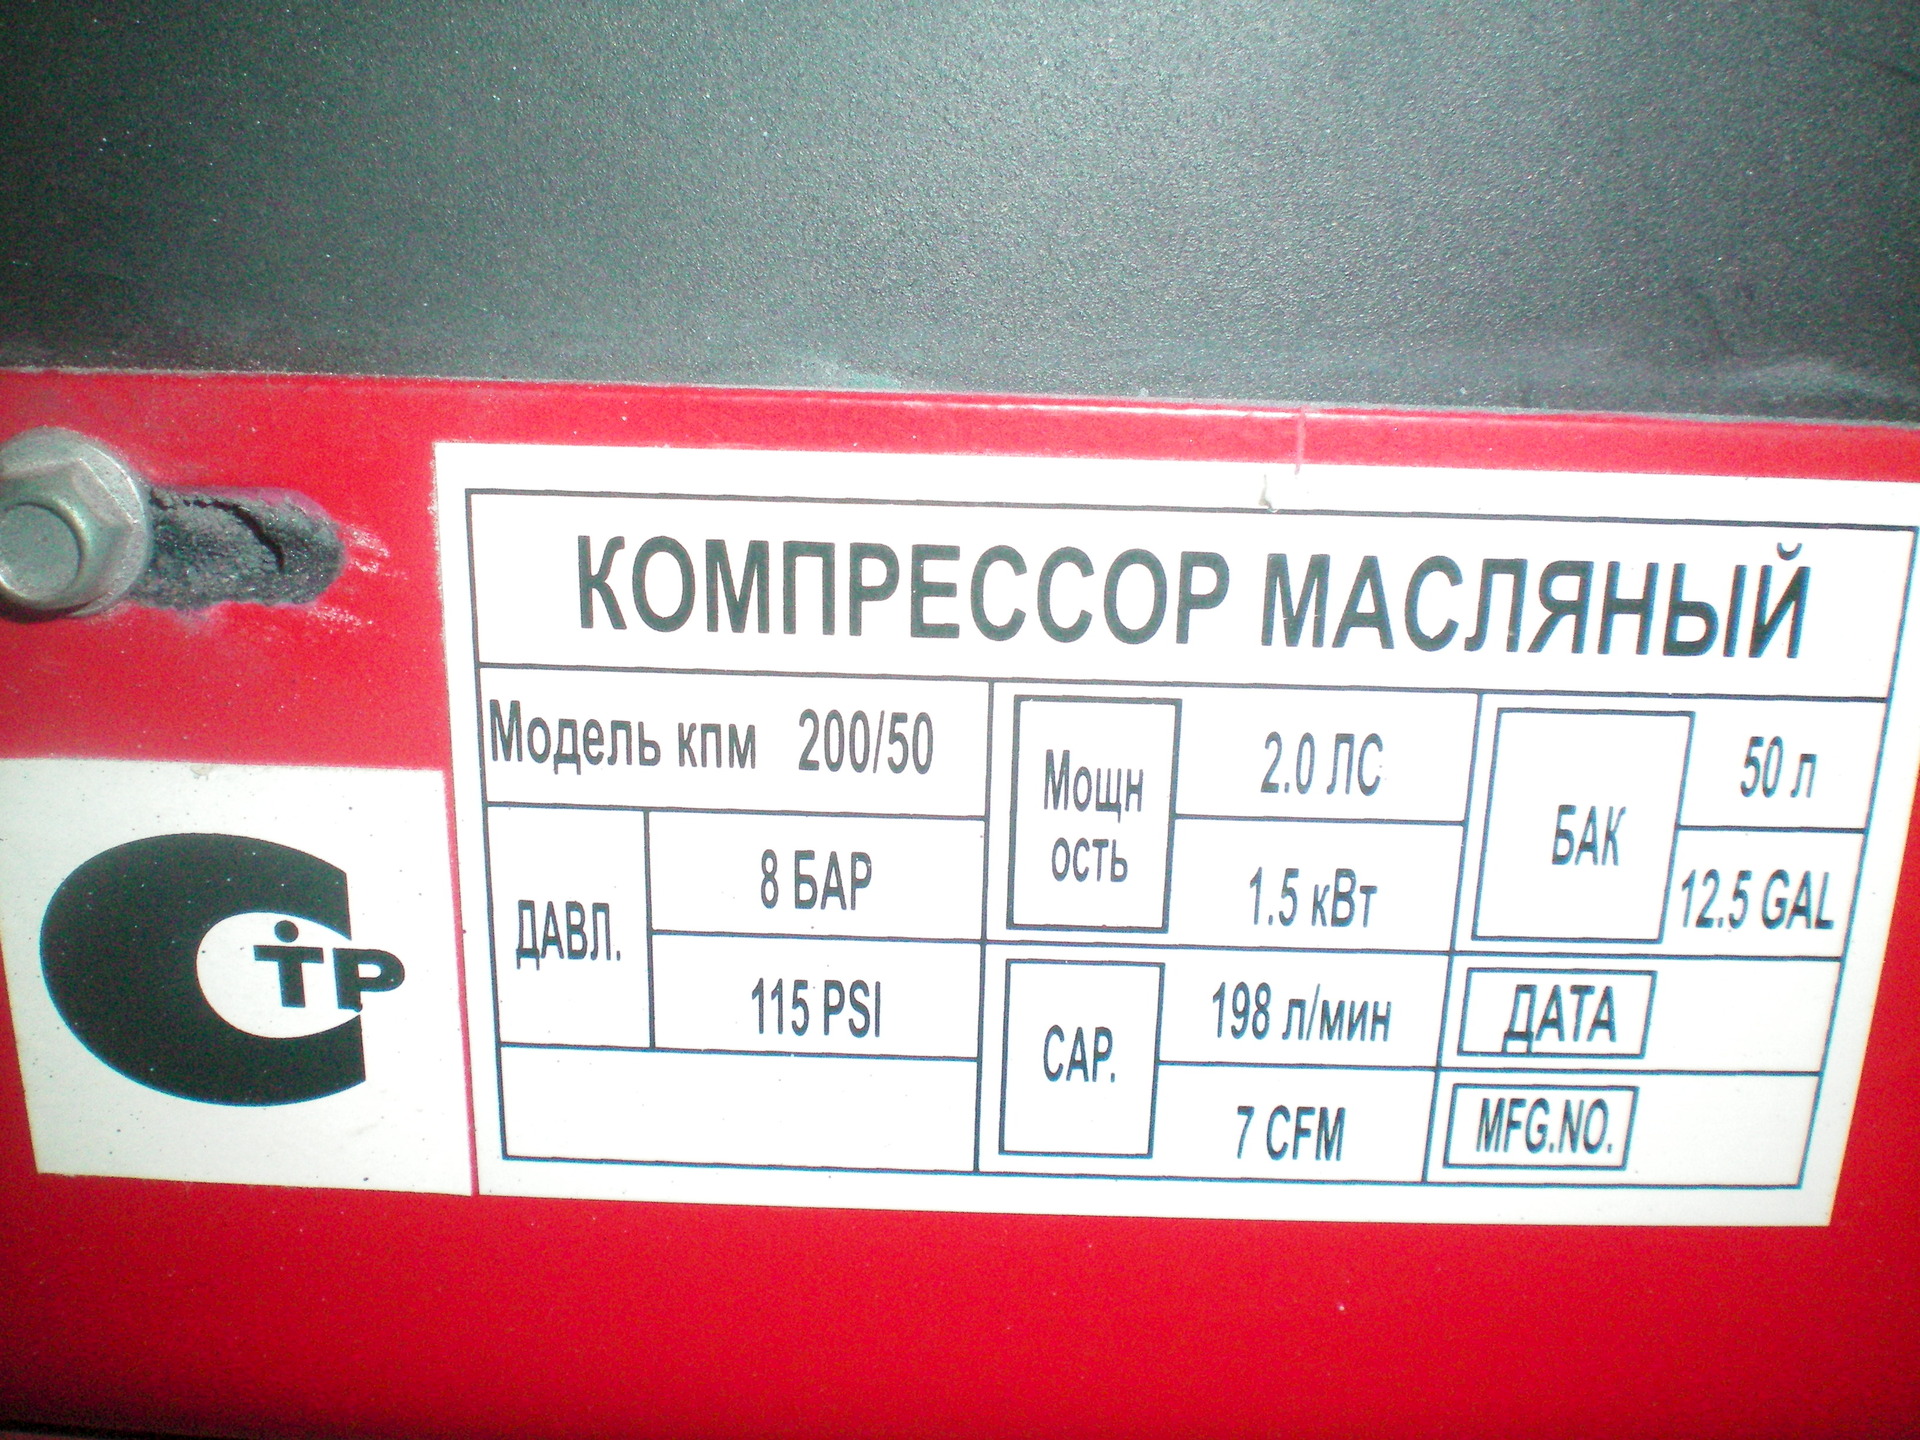 КОМПРЕССОР МАСЛЯНЫЙ
Модель кпм 200/50
Мощн
ость
2.0 ЛС
1.5 кВт
БАК
50 л
12.5 GAL
ДАВЛ.
8 БАР
115 PSI
CAP.
198 л/мин
7 CFM
ДАТА
MFG.NO.
СТР